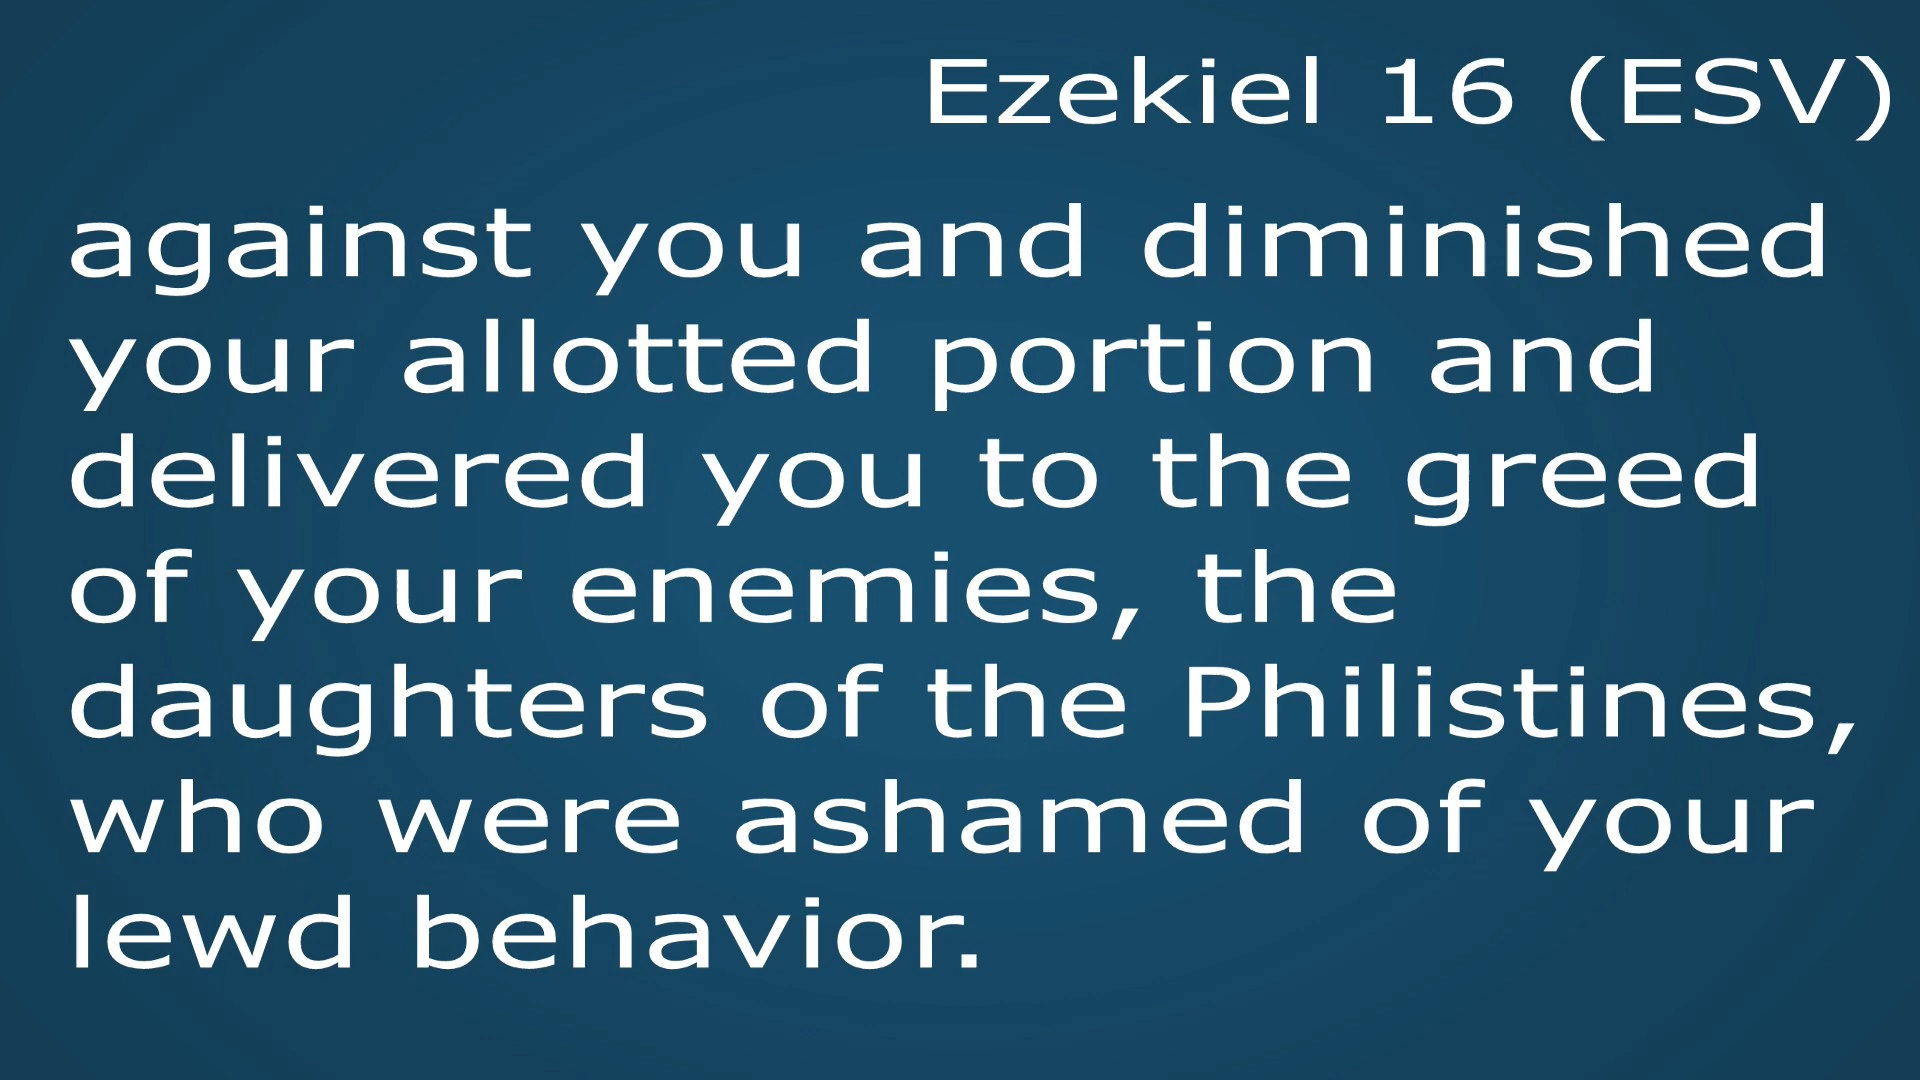 Ezekiel 16 (ESV)
against you and diminished
your allotted portion and
delivered you to the greed
of your enemies, the
daughters of the Philistines,
who were ashamed of your
lewd behavior.